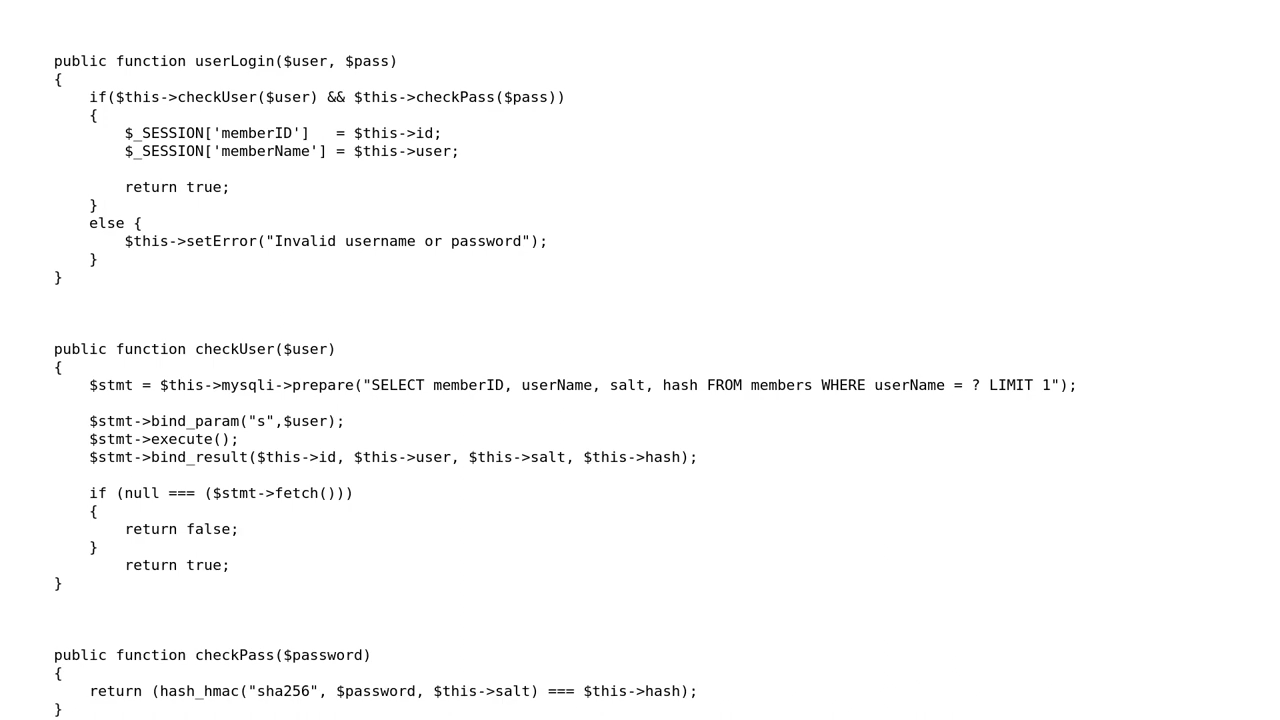 public function userLogin($user, $pass)
{
    if($this->checkUser($user) && $this->checkPass($pass))
    {
        $_SESSION['memberID']   = $this->id;
        $_SESSION['memberName'] = $this->user;

        return true;
    }
    else {
        $this->setError("Invalid username or password");
    }
}

public function checkUser($user)
{
    $stmt = $this->mysqli->prepare("SELECT memberID, userName, salt, hash FROM members WHERE userName = ? LIMIT 1");

    $stmt->bind_param("s",$user);
    $stmt->execute();
    $stmt->bind_result($this->id, $this->user, $this->salt, $this->hash);

    if (null === ($stmt->fetch()))
    {
        return false;
    }
        return true;
}

public function checkPass($password)
{
    return (hash_hmac("sha256", $password, $this->salt) === $this->hash);
}